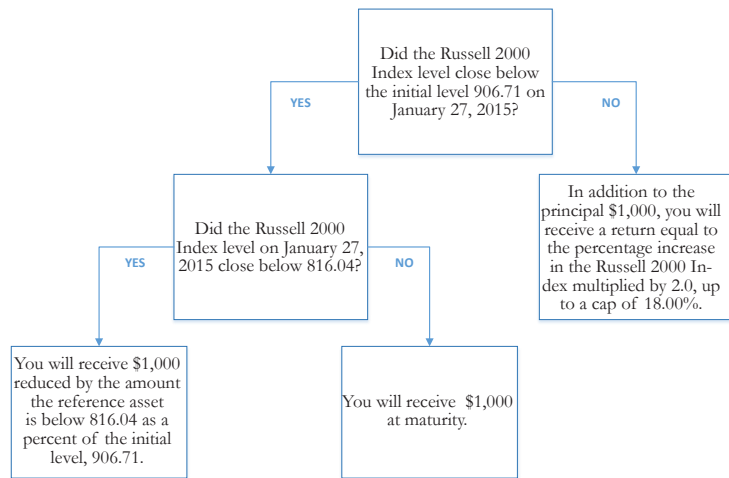 Did the Russell 2000
Index level close below
the initial level 906.71 on
January 27, 2015?
YES
NO
Did the Russell 2000
Index level on January 27,
2015 close below 816.04?
In addition to the
principal $1,000, you will
receive a return equal to
the percentage increase
in the Russell 2000 In-
dex multiplied by 2.0, up
to a cap of 18.00%.
YES
NO
You will receive $1,000
reduced by the amount
the reference asset
is below 816.04 as a
percent of the initial
level, 906.71.
You will receive $1,000
at maturity.